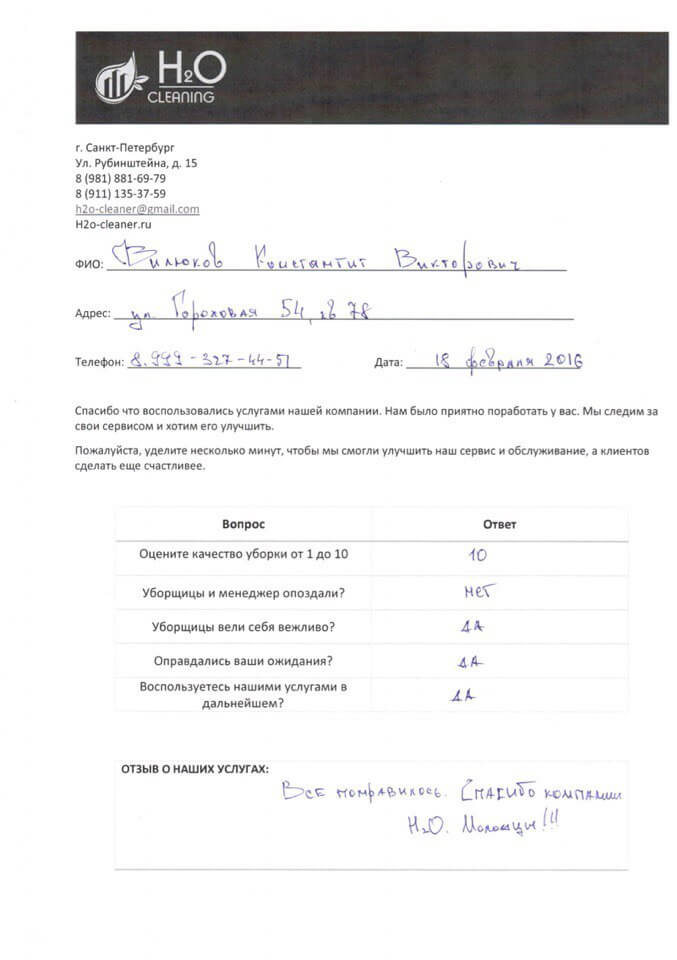 H2O
CLEANING
г. Санкт-Петербург
Ул. Рубинштейна, д. 15
8 (981) 881-69-79
8 (911) 135-37-59
h2o-cleaner@gmail.com
H2o-cleaner.ru
ФИО: Вилюков Константит Викторович
Адрес: ул. Гороховая 54, кв 78
Телефон: 8.999-327-44-51 Дата: 18 февраля 2016
Спасибо что воспользовались услугами нашей компании. Нам было приятно поработать у вас. Мы следим за
свои сервисом и хотим его улучшить.
Пожалуйста, уделите несколько минут, чтобы мы смогли улучшить наш сервис и обслуживание, а клиентов
сделать еще счастливее.
Вопрос Ответ
Оцените качество уборки от 1 до 10 10
Уборщицы и менеджер опоздали? нет
Уборщицы вели себя вежливо? ДА
Оправдались ваши ожидания? ДА
Воспользуетесь нашими услугами в ДА
дальнейшем?
ОТЗЫВ О НАШИХ УСЛУГАХ:
Все понравилось. Спасибо компании
H2O. Молодцы!!!